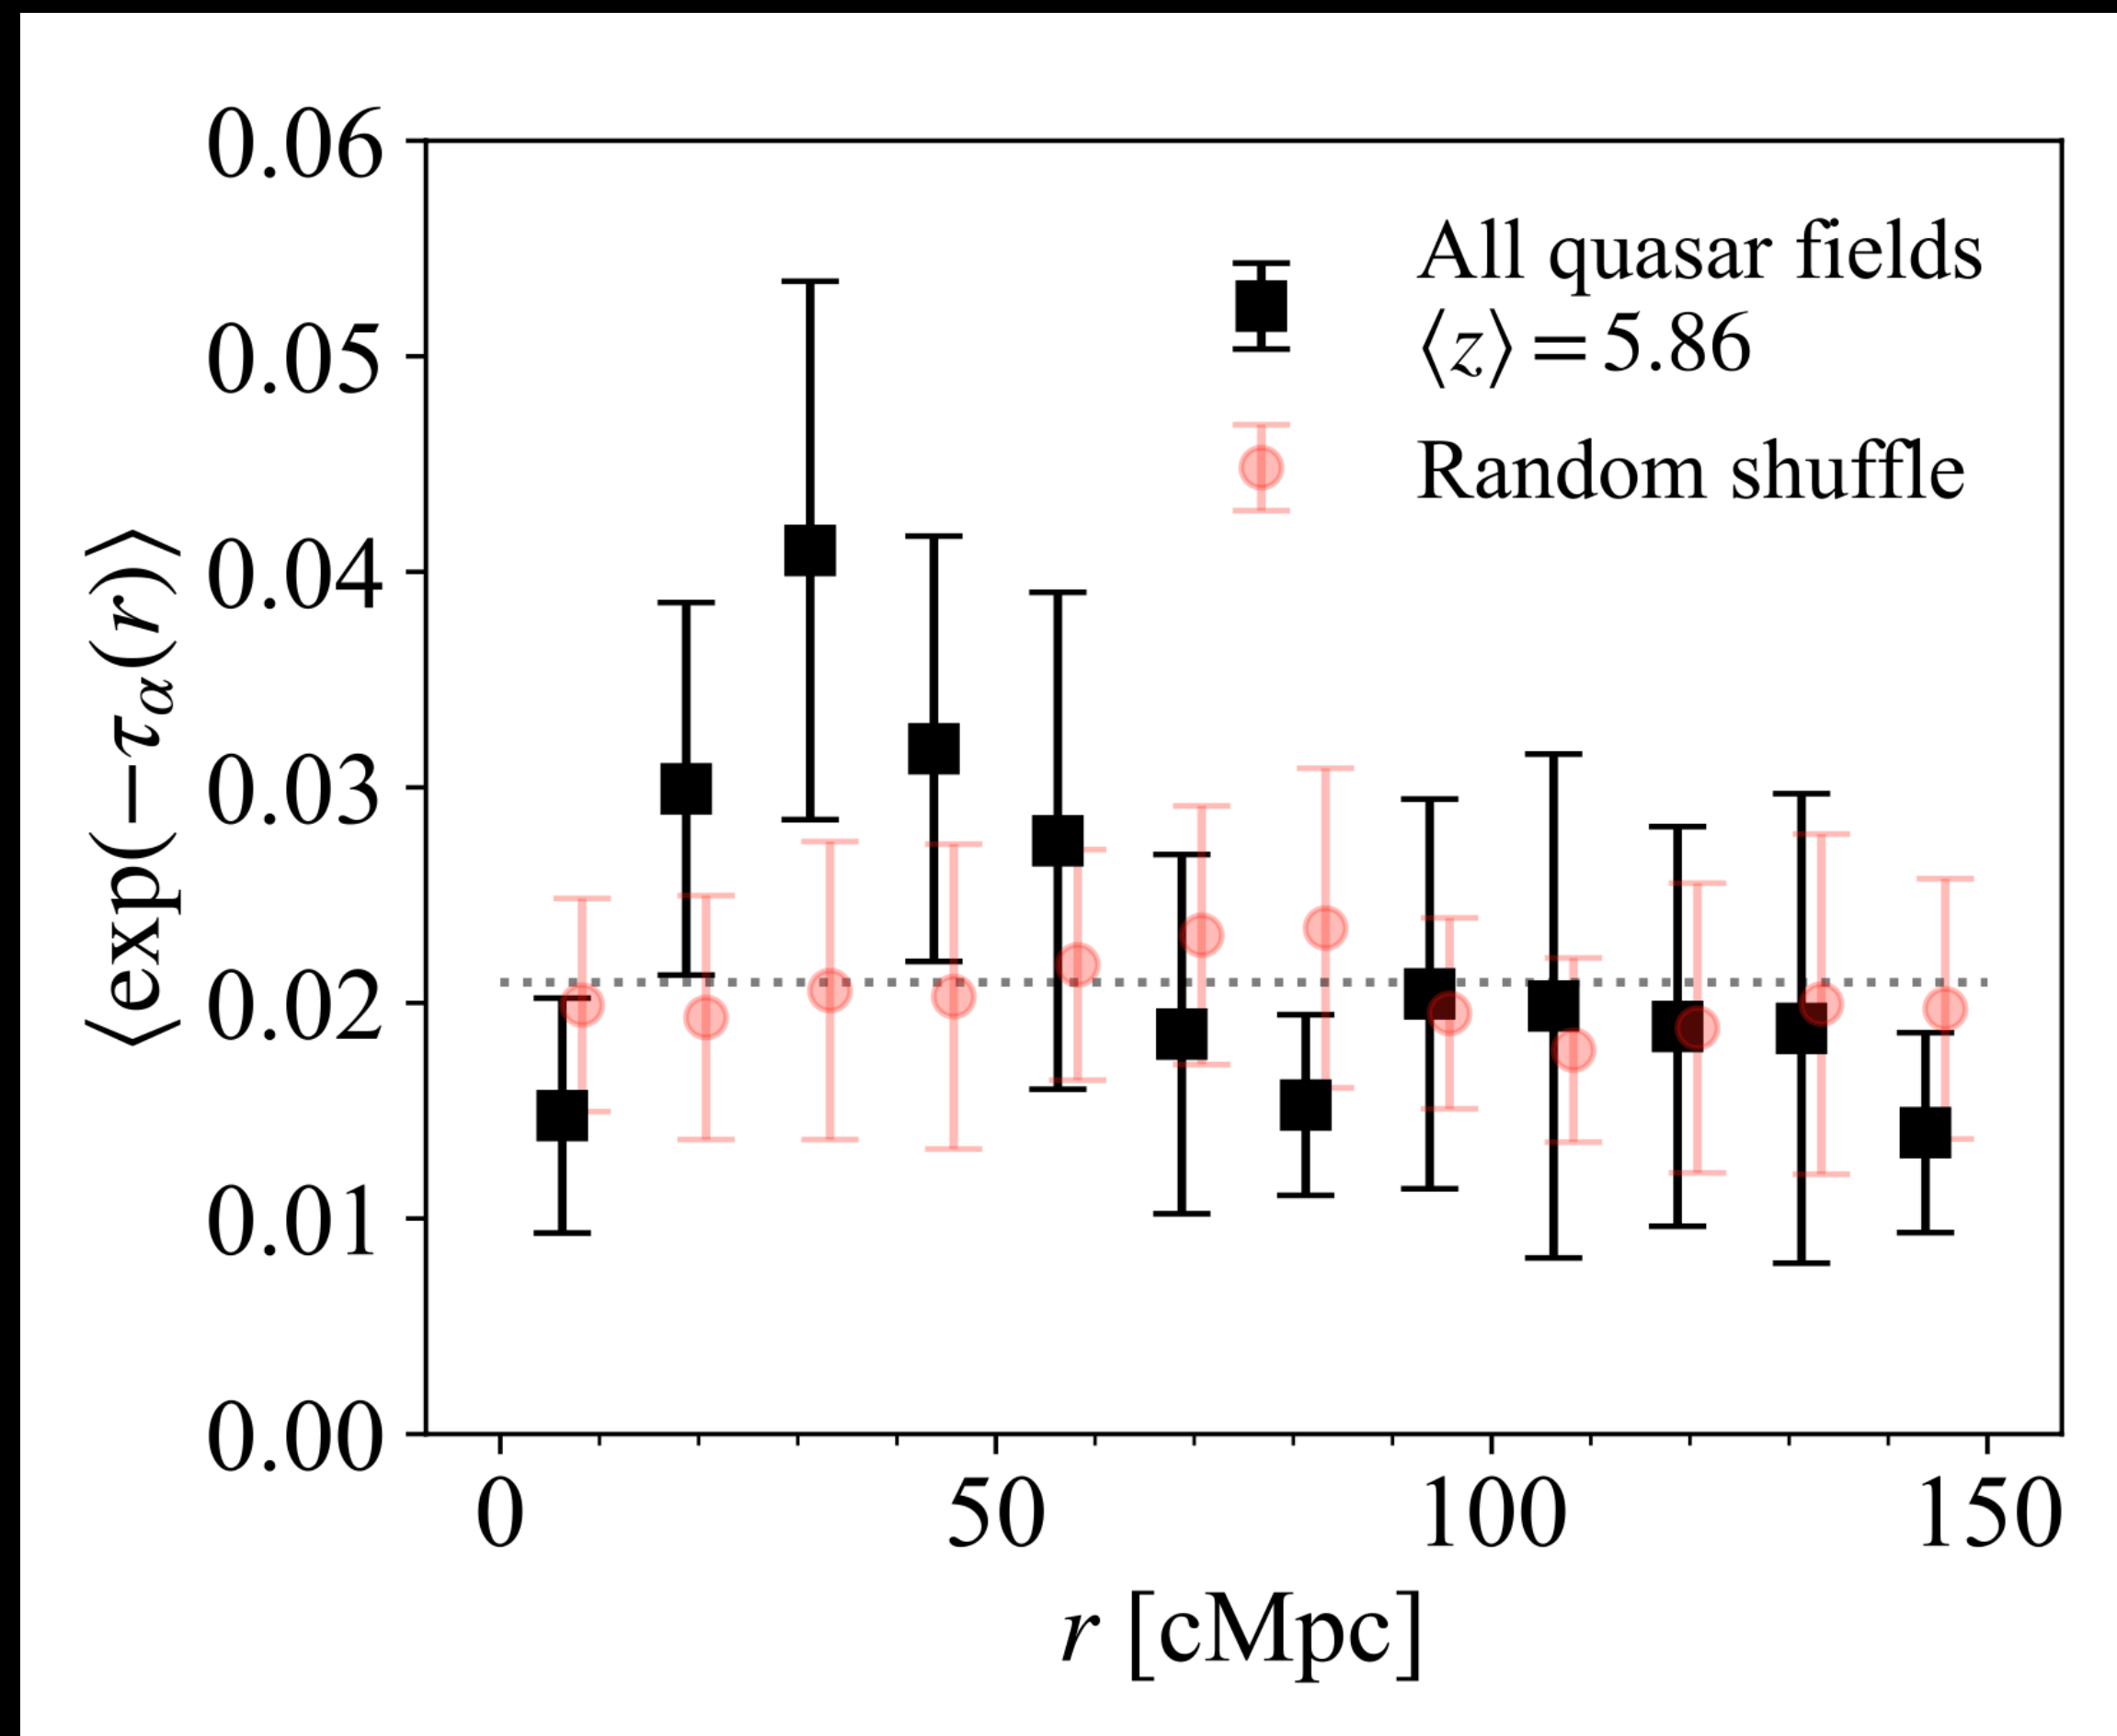 0.06
0.05
0.04
0.03
0.02
0.01
0.00
⟨exp(−τα(r))⟩
All quasar fields
⟨z⟩ = 5.86
Random shuffle
0 50 100 150
r [cMpc]